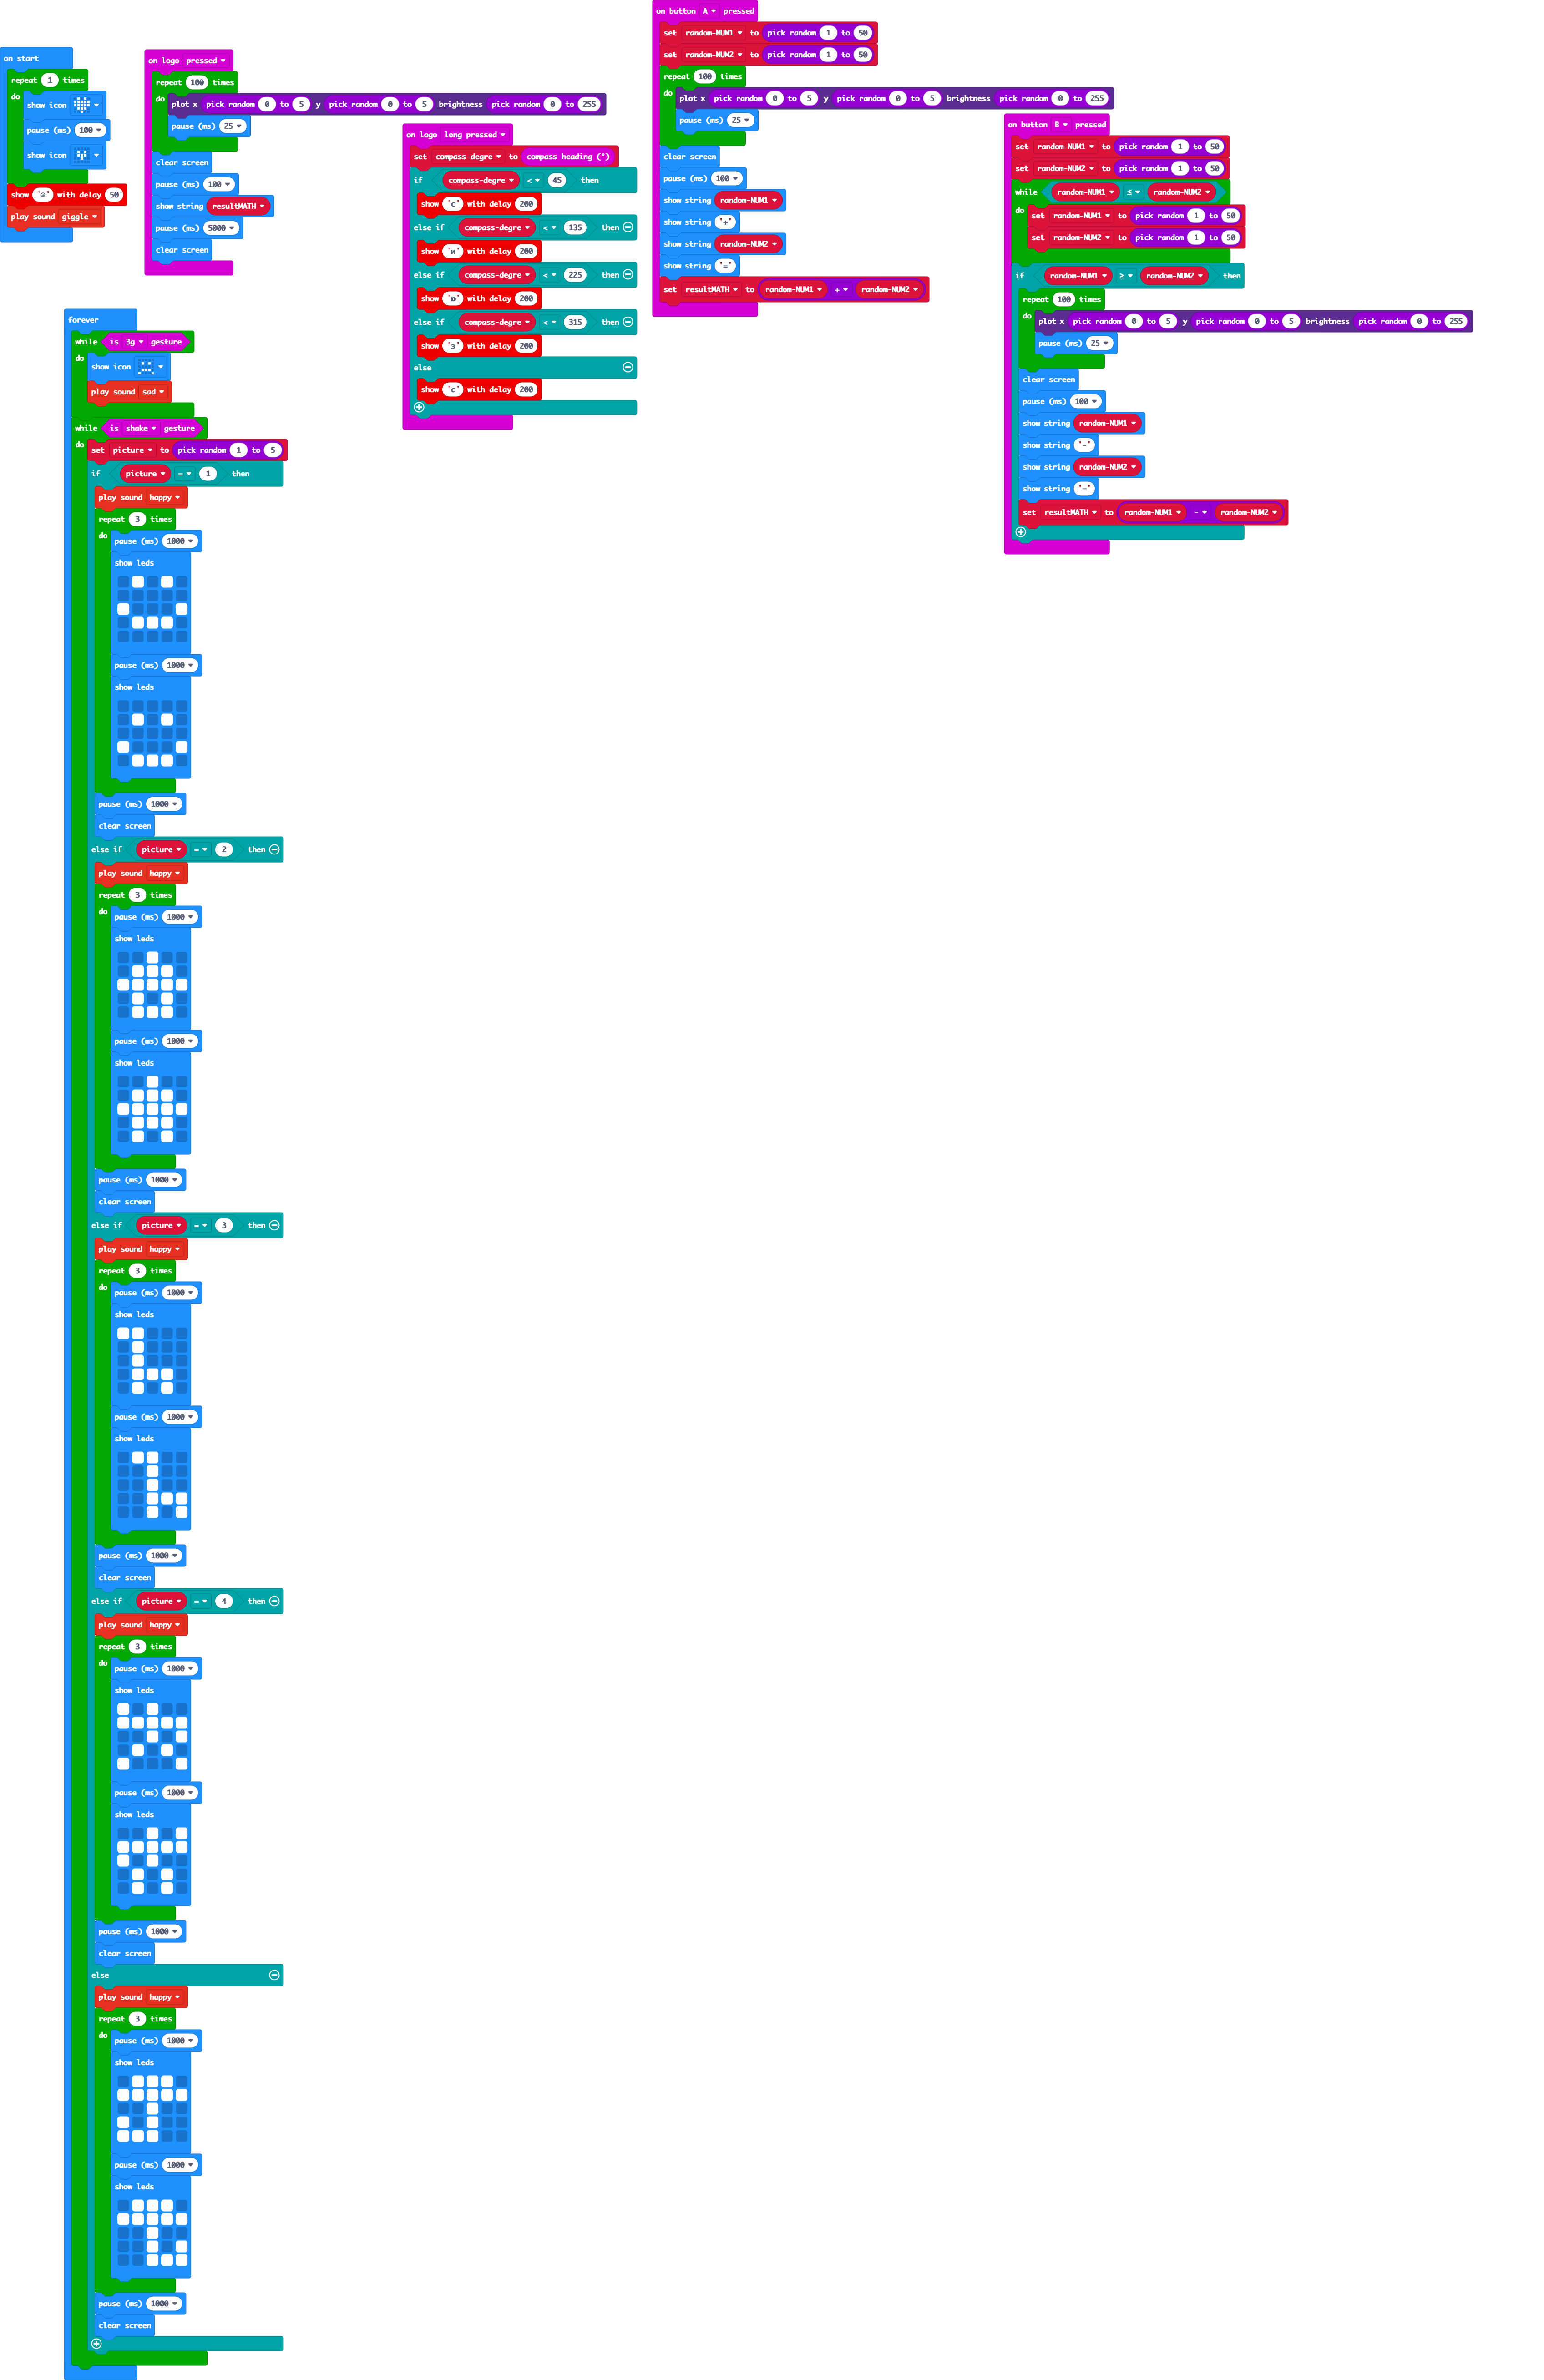 on start
repeat 1 times
do
show icon
pause (ms) 100
show icon
show "☺" with delay 50
play sound giggle
on logo pressed
repeat 100 times
do
plot x pick random 0 to 5 y pick random 0 to 5 brightness pick random 0 to 255
pause (ms) 25
clear screen
pause (ms) 100
show string resultMATH
pause (ms) 5000
clear screen
on logo long pressed
set compass-degre to compass heading (°)
if compass-degre < 45 then
show "С" with delay 200
else if compass-degre < 135 then
show "И" with delay 200
else if compass-degre < 225 then
show "Ю" with delay 200
else if compass-degre < 315 then
show "З" with delay 200
else
show "С" with delay 200
on button A pressed
set random-NUM1 to pick random 1 to 50
set random-NUM2 to pick random 1 to 50
repeat 100 times
do
plot x pick random 0 to 5 y pick random 0 to 5 brightness pick random 0 to 255
pause (ms) 25
clear screen
pause (ms) 100
show string random-NUM1
show string "+"
show string random-NUM2
show string "="
set resultMATH to random-NUM1 + random-NUM2
on button B pressed
set random-NUM1 to pick random 1 to 50
set random-NUM2 to pick random 1 to 50
while random-NUM1 ≤ random-NUM2
do
set random-NUM1 to pick random 1 to 50
set random-NUM2 to pick random 1 to 50
if random-NUM1 ≥ random-NUM2 then
repeat 100 times
do
plot x pick random 0 to 5 y pick random 0 to 5 brightness pick random 0 to 255
pause (ms) 25
clear screen
pause (ms) 100
show string random-NUM1
show string "-"
show string random-NUM2
show string "="
set resultMATH to random-NUM1 - random-NUM2
forever
while is 3g gesture
do
show icon
play sound sad
while is shake gesture
do
set picture to pick random 1 to 5
if picture = 1 then
play sound happy
repeat 3 times
do
pause (ms) 1000
show leds
pause (ms) 1000
show leds
pause (ms) 1000
clear screen
else if picture = 2 then
play sound happy
repeat 3 times
do
pause (ms) 1000
show leds
pause (ms) 1000
show leds
pause (ms) 1000
clear screen
else if picture = 3 then
play sound happy
repeat 3 times
do
pause (ms) 1000
show leds
pause (ms) 1000
show leds
pause (ms) 1000
clear screen
else if picture = 4 then
play sound happy
repeat 3 times
do
pause (ms) 1000
show leds
pause (ms) 1000
show leds
pause (ms) 1000
clear screen
else
play sound happy
repeat 3 times
do
pause (ms) 1000
show leds
pause (ms) 1000
show leds
pause (ms) 1000
clear screen